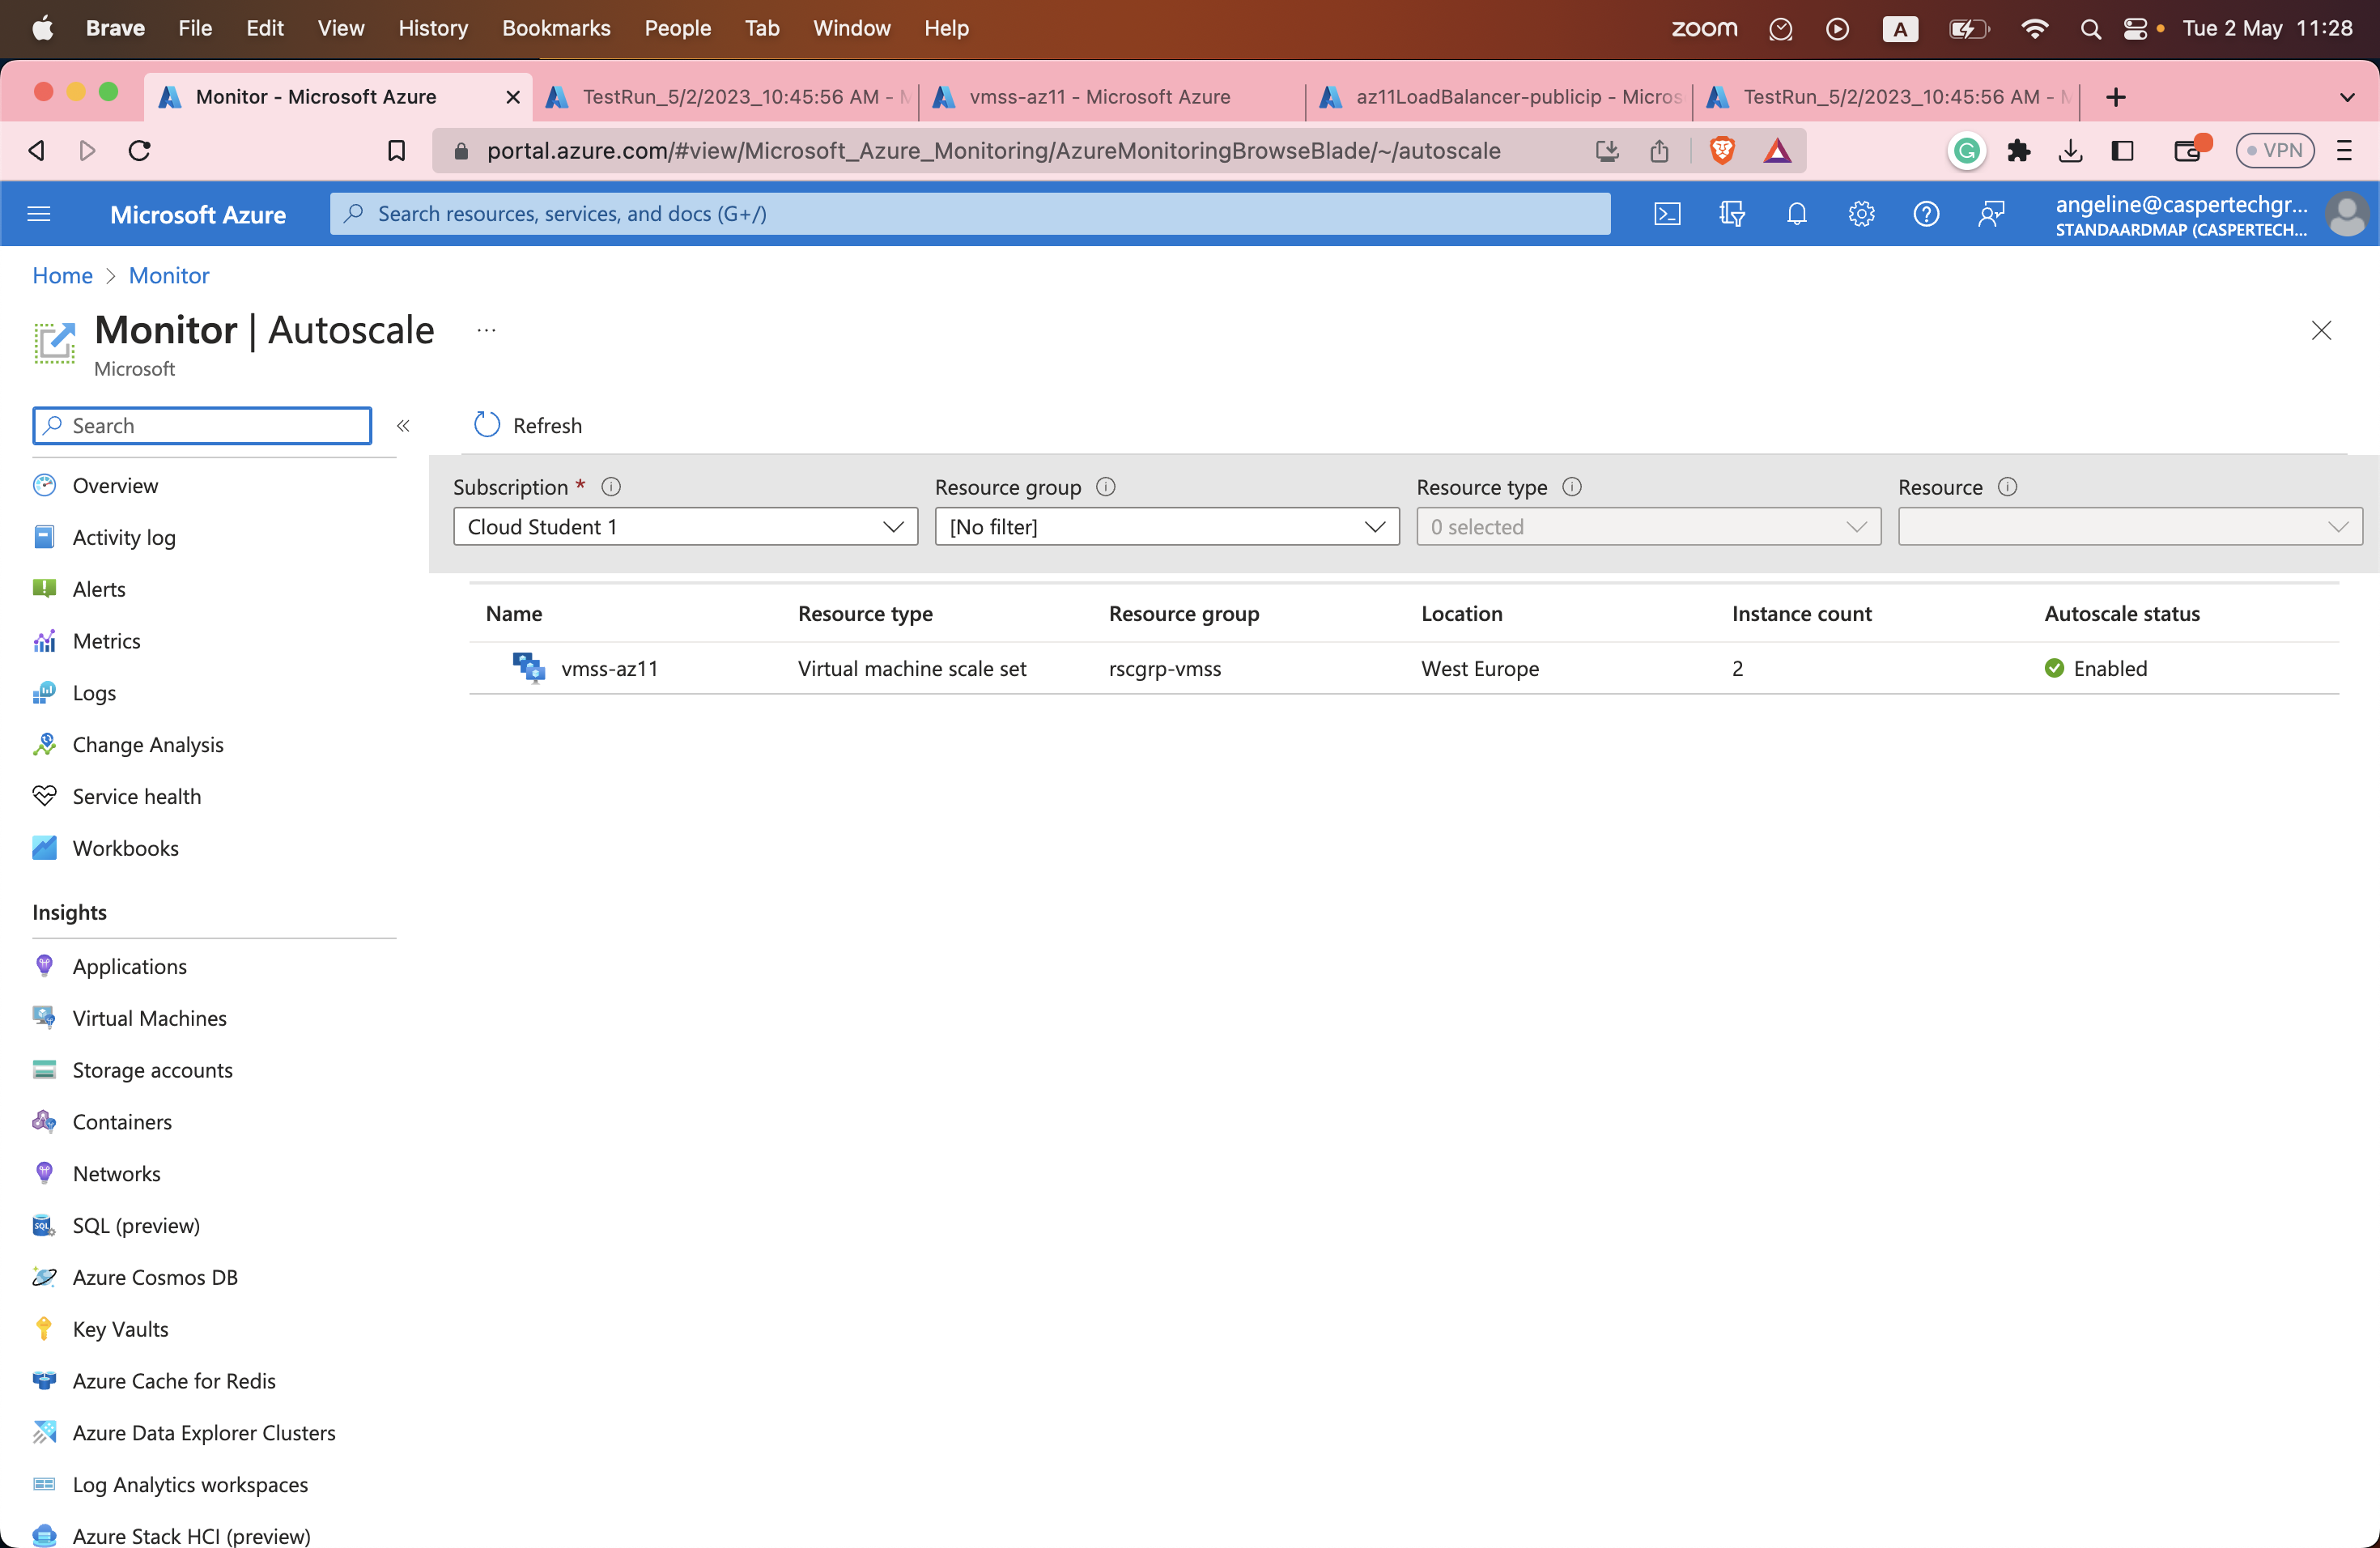 Brave File Edit View History Bookmarks People Tab Window Help zoom A Tue 2 May 11:28
Monitor - Microsoft Azure TestRun_5/2/2023_10:45:56 AM - M vmss-az11 - Microsoft Azure az11LoadBalancer-publicip - Micros TestRun_5/2/2023_10:45:56 AM - M
portal.azure.com/#view/Microsoft_Azure_Monitoring/AzureMonitoringBrowseBlade/~/autoscale VPN
Microsoft Azure Search resources, services, and docs (G+/) angeline@caspertechgr...
STANDAARDMAP (CASPERTECH...
Home > Monitor
Monitor | Autoscale ...
Microsoft
Search « Refresh
Subscription * Resource group Resource type Resource
Cloud Student 1 [No filter] 0 selected
Name Resource type Resource group Location Instance count Autoscale status
vmss-az11 Virtual machine scale set rscgrp-vmss West Europe 2 Enabled
Overview
Activity log
Alerts
Metrics
Logs
Change Analysis
Service health
Workbooks
Insights
Applications
Virtual Machines
Storage accounts
Containers
Networks
SQL (preview)
Azure Cosmos DB
Key Vaults
Azure Cache for Redis
Azure Data Explorer Clusters
Log Analytics workspaces
Azure Stack HCI (preview)